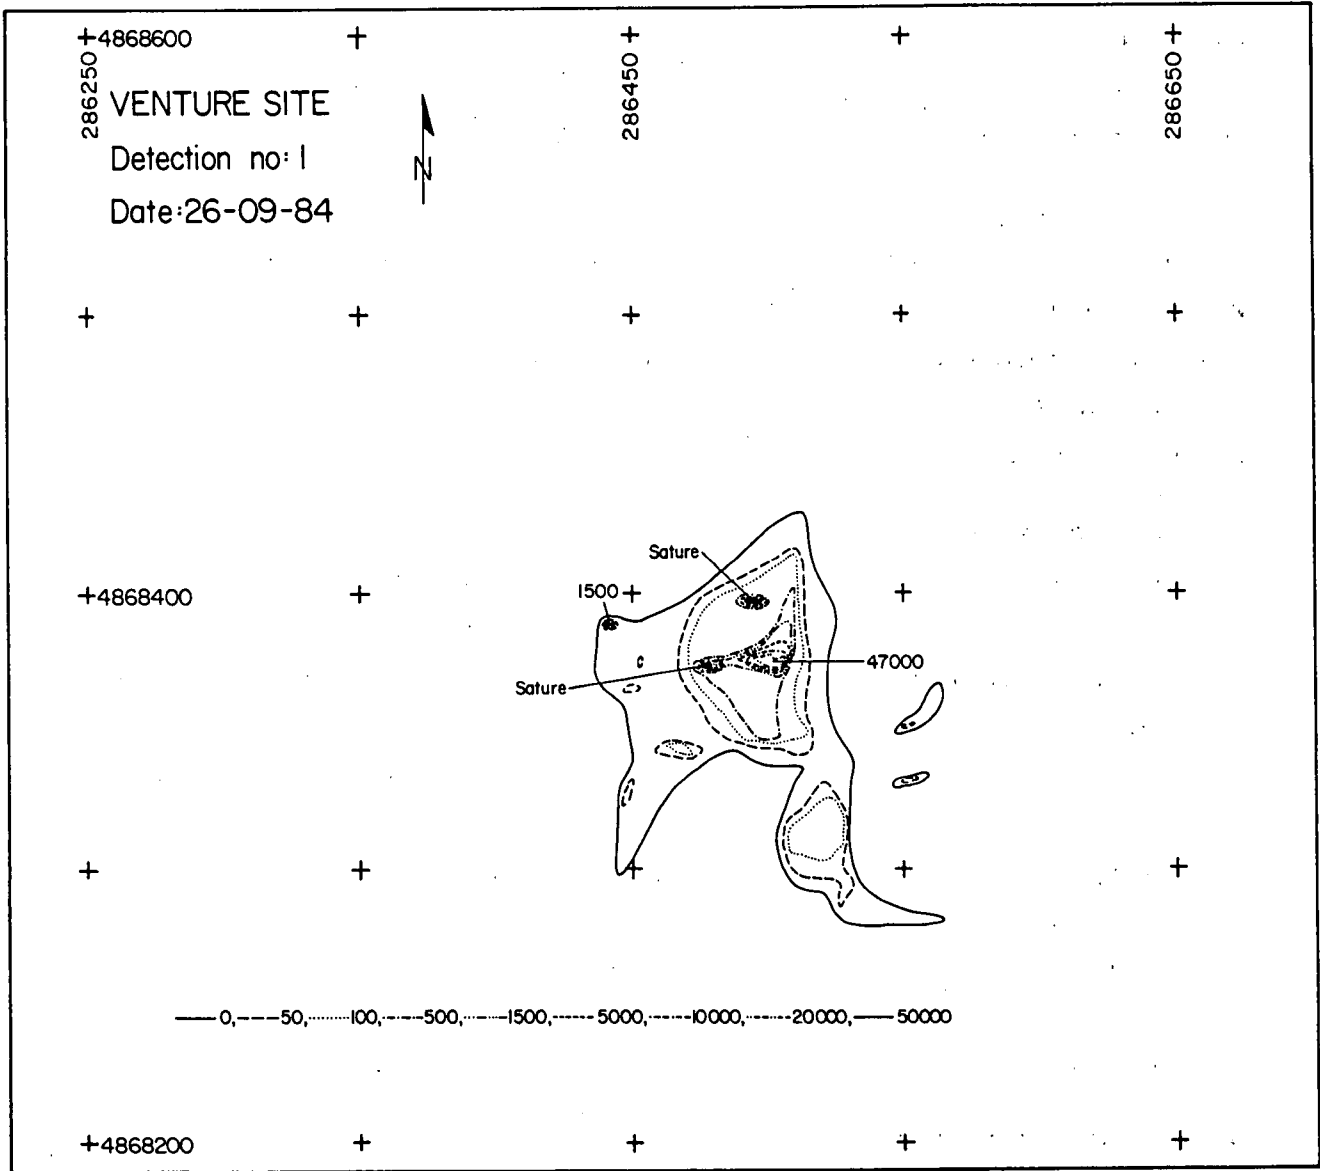 4868600
286250
286450
286650
VENTURE SITE
Detection no: 1
Date: 26-09-84
N
Sature
4868400
1500
47000
Sature
0, 50, 100, 500, 1500, 5000, 10000, 20000, 50000
4868200